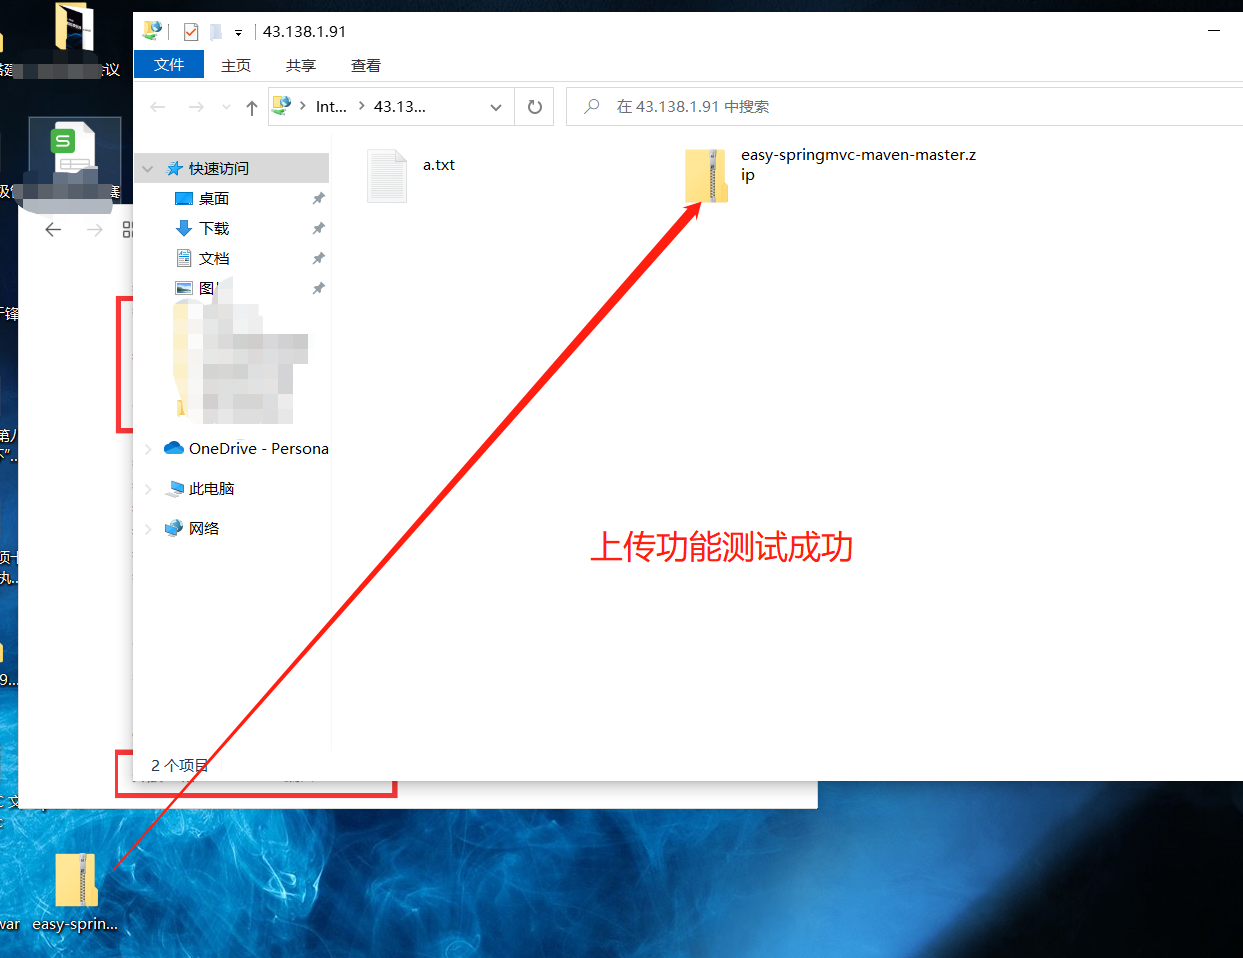 43.138.1.91
文件 主页 共享 查看
Int... 43.13... 在 43.138.1.91 中搜索
快速访问
桌面
下载
文档
OneDrive - Persona
此电脑
网络
a.txt
easy-springmvc-maven-master.z
ip
上传功能测试成功
2 个项目
easy-sprin...